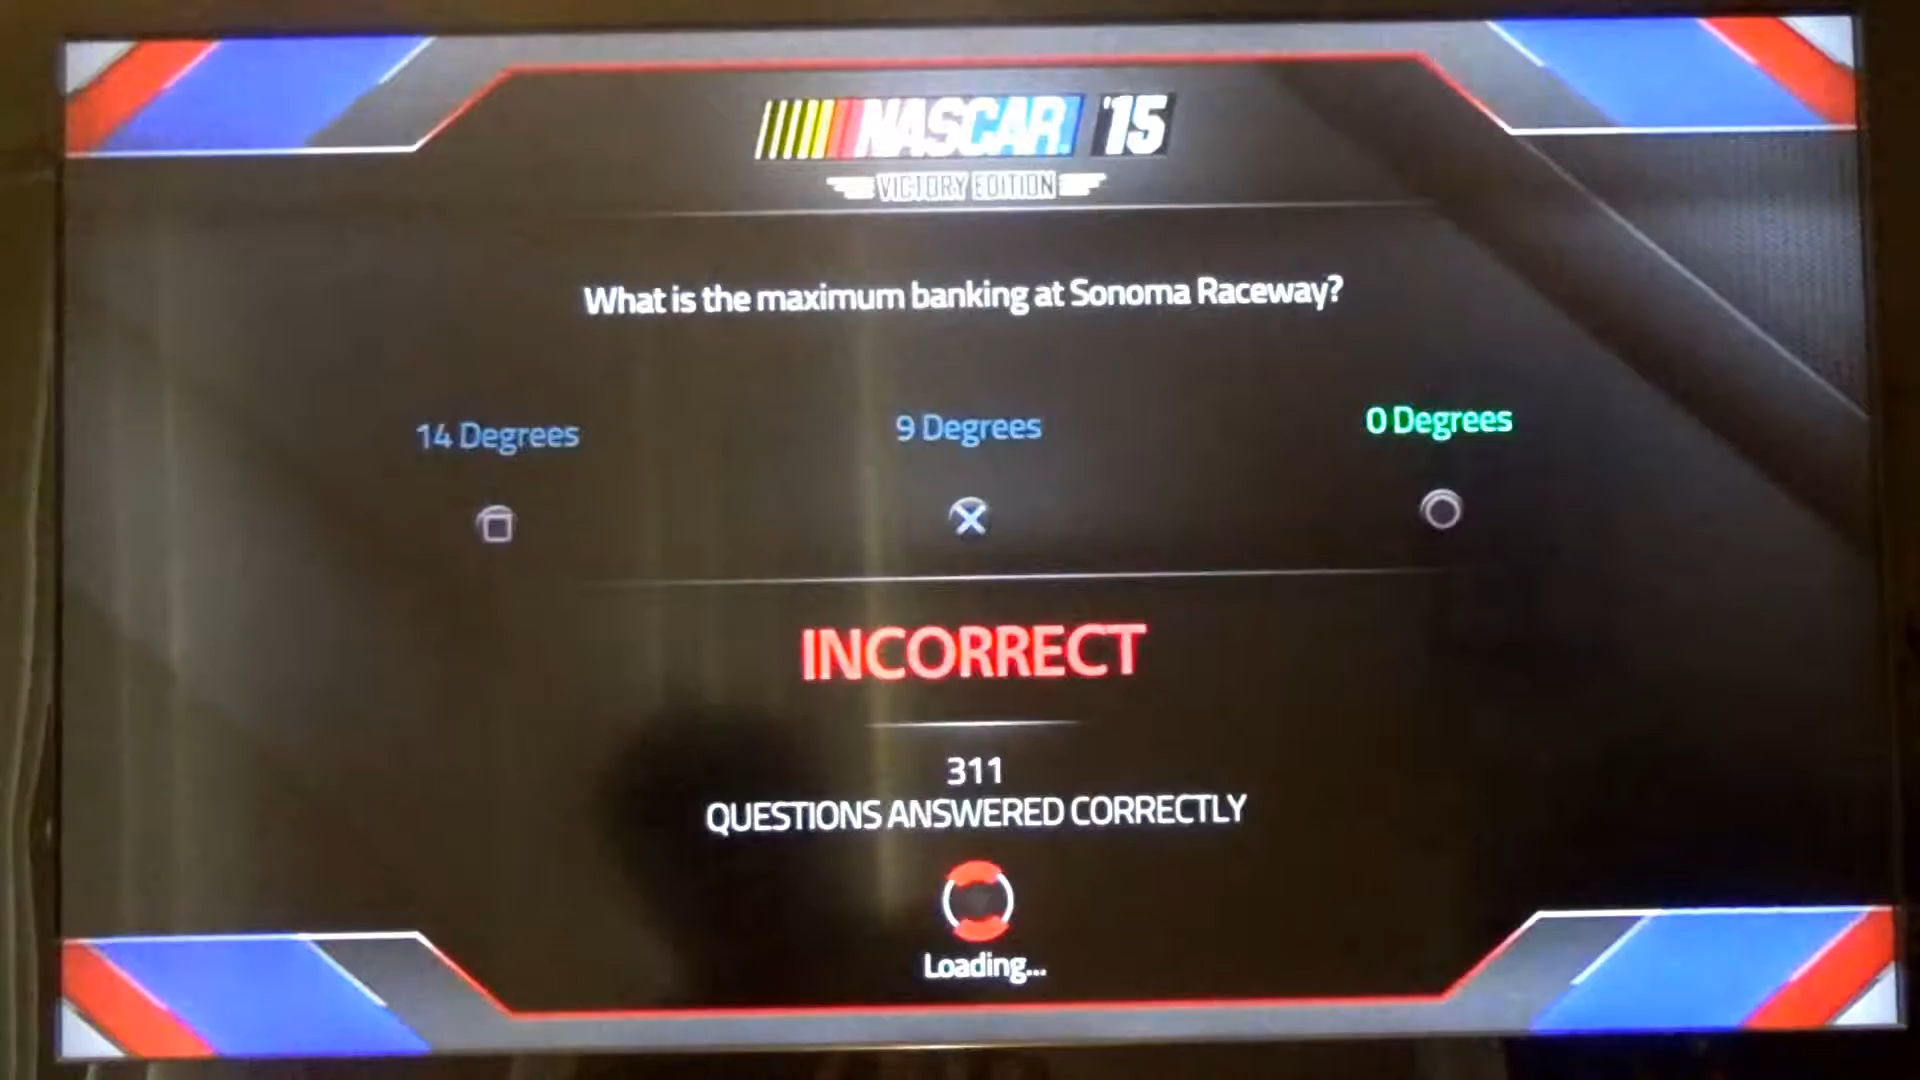 NASCAR. '15
VICTORY EDITION
What is the maximum banking at Sonoma Raceway?
14 Degrees
9 Degrees
0 Degrees
INCORRECT
311
QUESTIONS ANSWERED CORRECTLY
Loading...